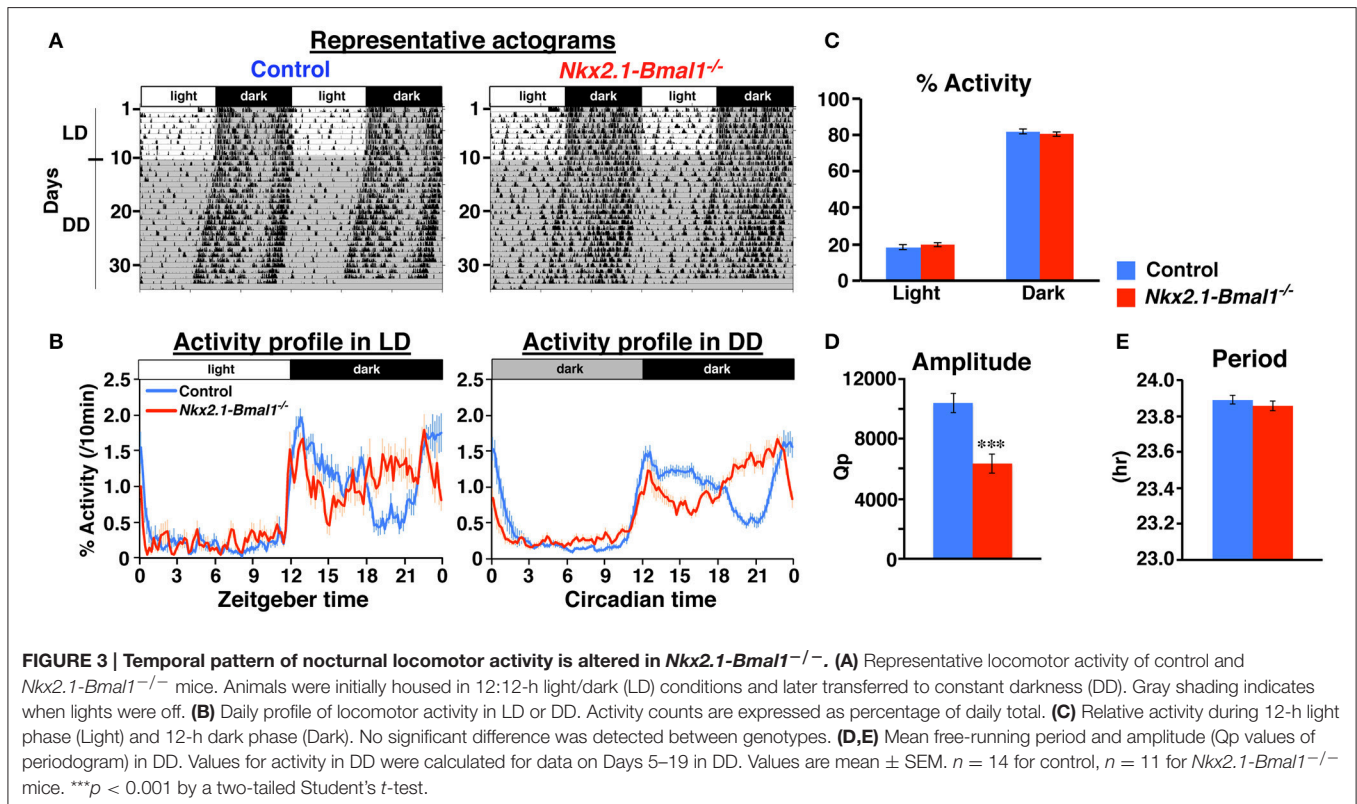 A
Representative actograms
Control
Nkx2.1-Bmal1-/-
light dark light dark
light dark light dark
Days
LD
DD
1
10
20
30
1
10
20
30
B
Activity profile in LD
light dark
% Activity (/10min)
2.5
2.0
1.5
1.0
0.5
0
Control
Nkx2.1-Bmal1-/-
0 3 6 9 12 15 18 21 0
Zeitgeber time
Activity profile in DD
dark dark
2.5
2.0
1.5
1.0
0.5
0
0 3 6 9 12 15 18 21 0
Circadian time
C
% Activity
100
80
60
40
20
0
Light Dark
Control
Nkx2.1-Bmal1-/-
D
Amplitude
Qp
12000
8000
4000
0
***
E
Period
(hr)
24.0
23.8
23.6
23.4
23.2
23.0
FIGURE 3 | Temporal pattern of nocturnal locomotor activity is altered in Nkx2.1-Bmal1−/−. (A) Representative locomotor activity of control and
Nkx2.1-Bmal1−/− mice. Animals were initially housed in 12:12-h light/dark (LD) conditions and later transferred to constant darkness (DD). Gray shading indicates
when lights were off. (B) Daily profile of locomotor activity in LD or DD. Activity counts are expressed as percentage of daily total. (C) Relative activity during 12-h light
phase (Light) and 12-h dark phase (Dark). No significant difference was detected between genotypes. (D,E) Mean free-running period and amplitude (Qp values of
periodogram) in DD. Values for activity in DD were calculated for data on Days 5–19 in DD. Values are mean ± SEM. n = 14 for control, n = 11 for Nkx2.1-Bmal1−/−
mice. ***p < 0.001 by a two-tailed Student's t-test.